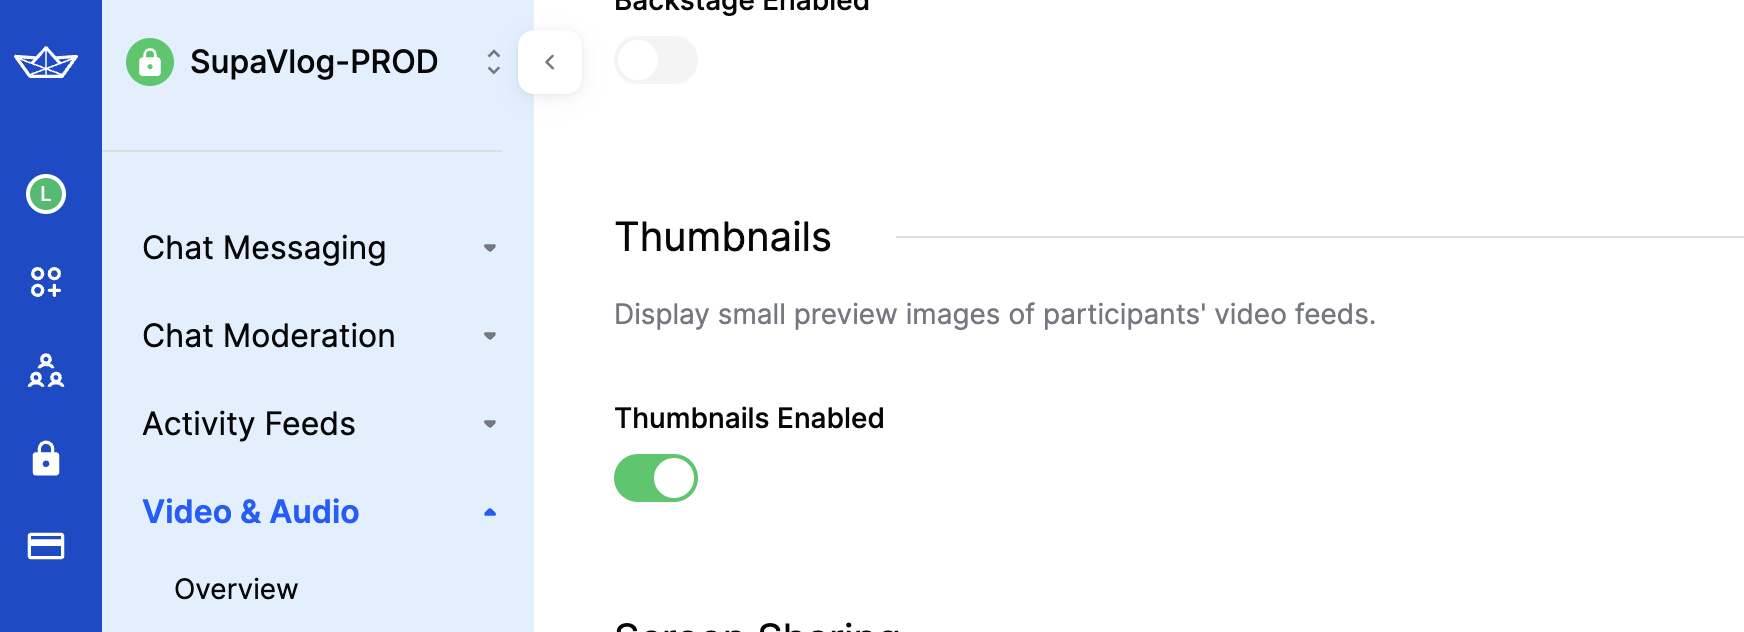 SupaVlog-PROD
L
Chat Messaging
Chat Moderation
Activity Feeds
Video & Audio
Overview
Backstage Enabled
Thumbnails
Display small preview images of participants' video feeds.
Thumbnails Enabled
Screen Sharing